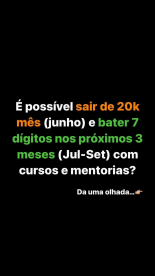 É possível sair de 20k
mês (junho) e bater 7
dígitos nos próximos 3
meses (Jul-Set) com
cursos e mentorias?
Da uma olhada...👉🏼